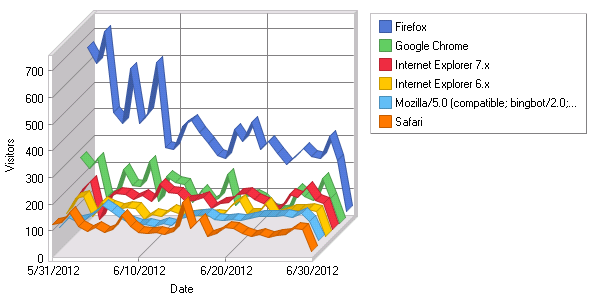 Firefox
Google Chrome
Internet Explorer 7.x
Internet Explorer 6.x
Mozilla/5.0 (compatible; bingbot/2.0;...
Safari
700
600
500
400
300
200
100
0
Visitors
5/31/2012 6/10/2012 6/20/2012 6/30/2012
Date